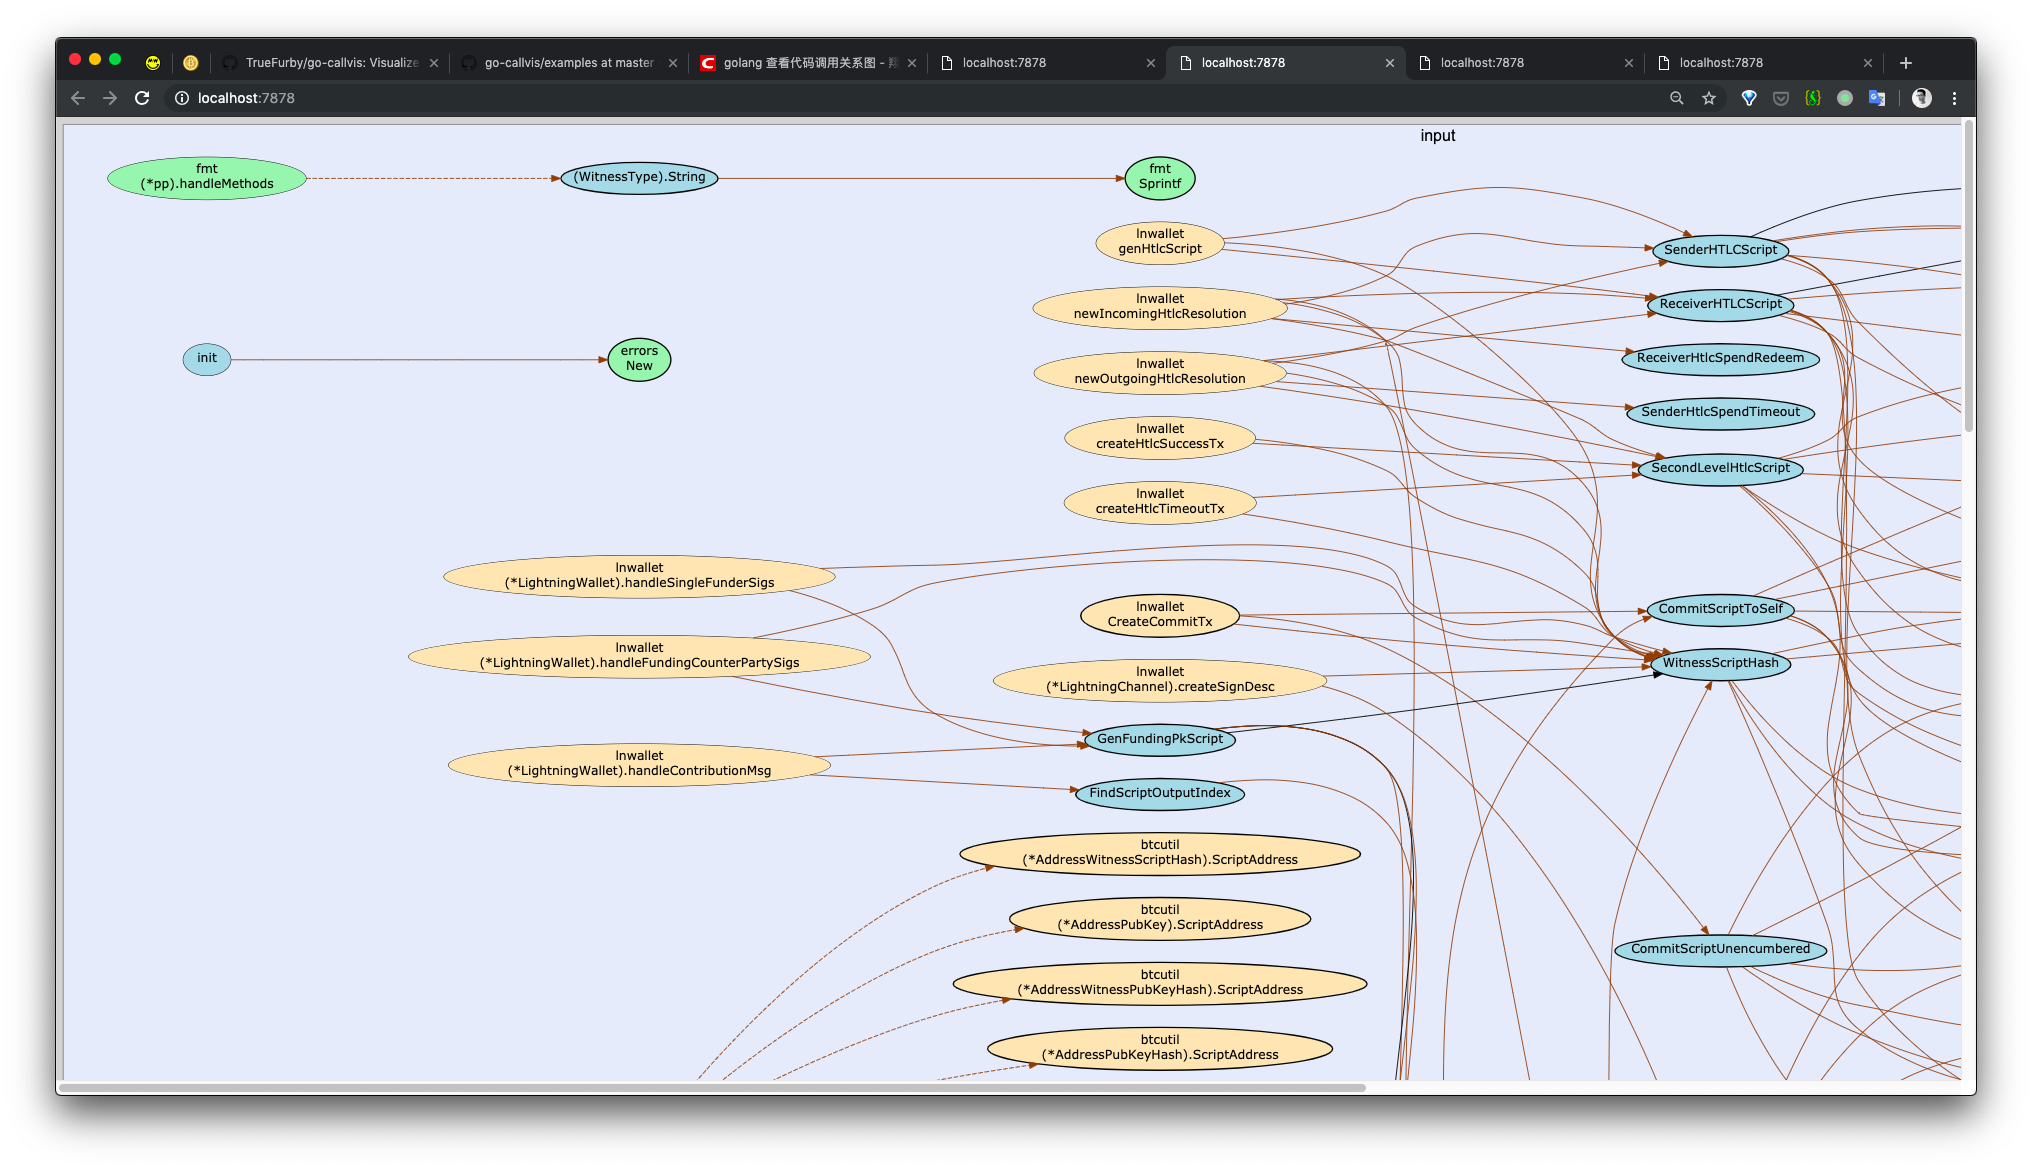 TrueFurby/go-callvis: Visualize
go-callvis/examples at master
golang 查看代码调用关系图 - 翔
localhost:7878
localhost:7878
localhost:7878
localhost:7878
localhost:7878
input
fmt
(*pp).handleMethods
(WitnessType).String
fmt
Sprintf
lnwallet
genHtlcScript
SenderHTLCScript
lnwallet
newIncomingHtlcResolution
ReceiverHTLCScript
init
errors
New
ReceiverHtlcSpendRedeem
lnwallet
newOutgoingHtlcResolution
SenderHtlcSpendTimeout
lnwallet
createHtlcSuccessTx
SecondLevelHtlcScript
lnwallet
createHtlcTimeoutTx
lnwallet
(*LightningWallet).handleSingleFunderSigs
lnwallet
CreateCommitTx
CommitScriptToSelf
lnwallet
(*LightningWallet).handleFundingCounterPartySigs
lnwallet
(*LightningChannel).createSignDesc
WitnessScriptHash
GenFundingPkScript
lnwallet
(*LightningWallet).handleContributionMsg
FindScriptOutputIndex
btcutil
(*AddressWitnessScriptHash).ScriptAddress
btcutil
(*AddressPubKey).ScriptAddress
CommitScriptUnencumbered
btcutil
(*AddressWitnessPubKeyHash).ScriptAddress
btcutil
(*AddressPubKeyHash).ScriptAddress